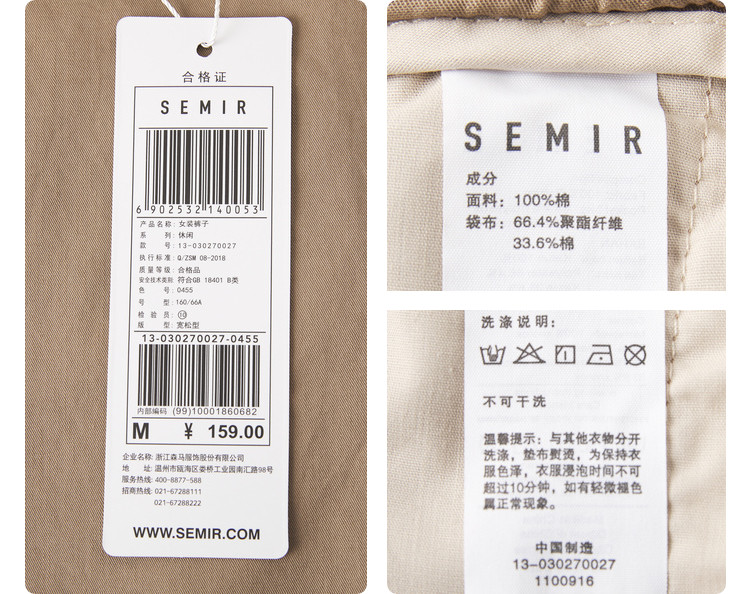 合格证
SEMIR
6 902532 140053
产品名称: 女装裤子
系 列: 休闲
款 号: 13-030270027
执行标准: Q/ZSM 08-2018
质量等级: 合格品
安全技术类别: 符合GB 18401 B类
色 号: 0455
号 型: 160/66A
检 验 员: H
版 型: 宽松型
13-030270027-0455
内部编码 (99)10001860682
M ¥ 159.00
企业名称: 浙江森马服饰股份有限公司
地 址: 温州市瓯海区娄桥工业园南汇路98号
服务热线: 400-8877-588
招商热线: 021-67288111
021-67288222
WWW.SEMIR.COM
SEMIR
成分
面料: 100%棉
袋布: 66.4%聚酯纤维
33.6%棉
洗涤说明:
不可干洗
温馨提示: 与其他衣物分开
洗涤, 垫布熨烫, 为保持衣
服色泽, 衣服浸泡时间不可
超过10分钟, 如有轻微褪色
属正常现象。
中国制造
13-030270027
1100916